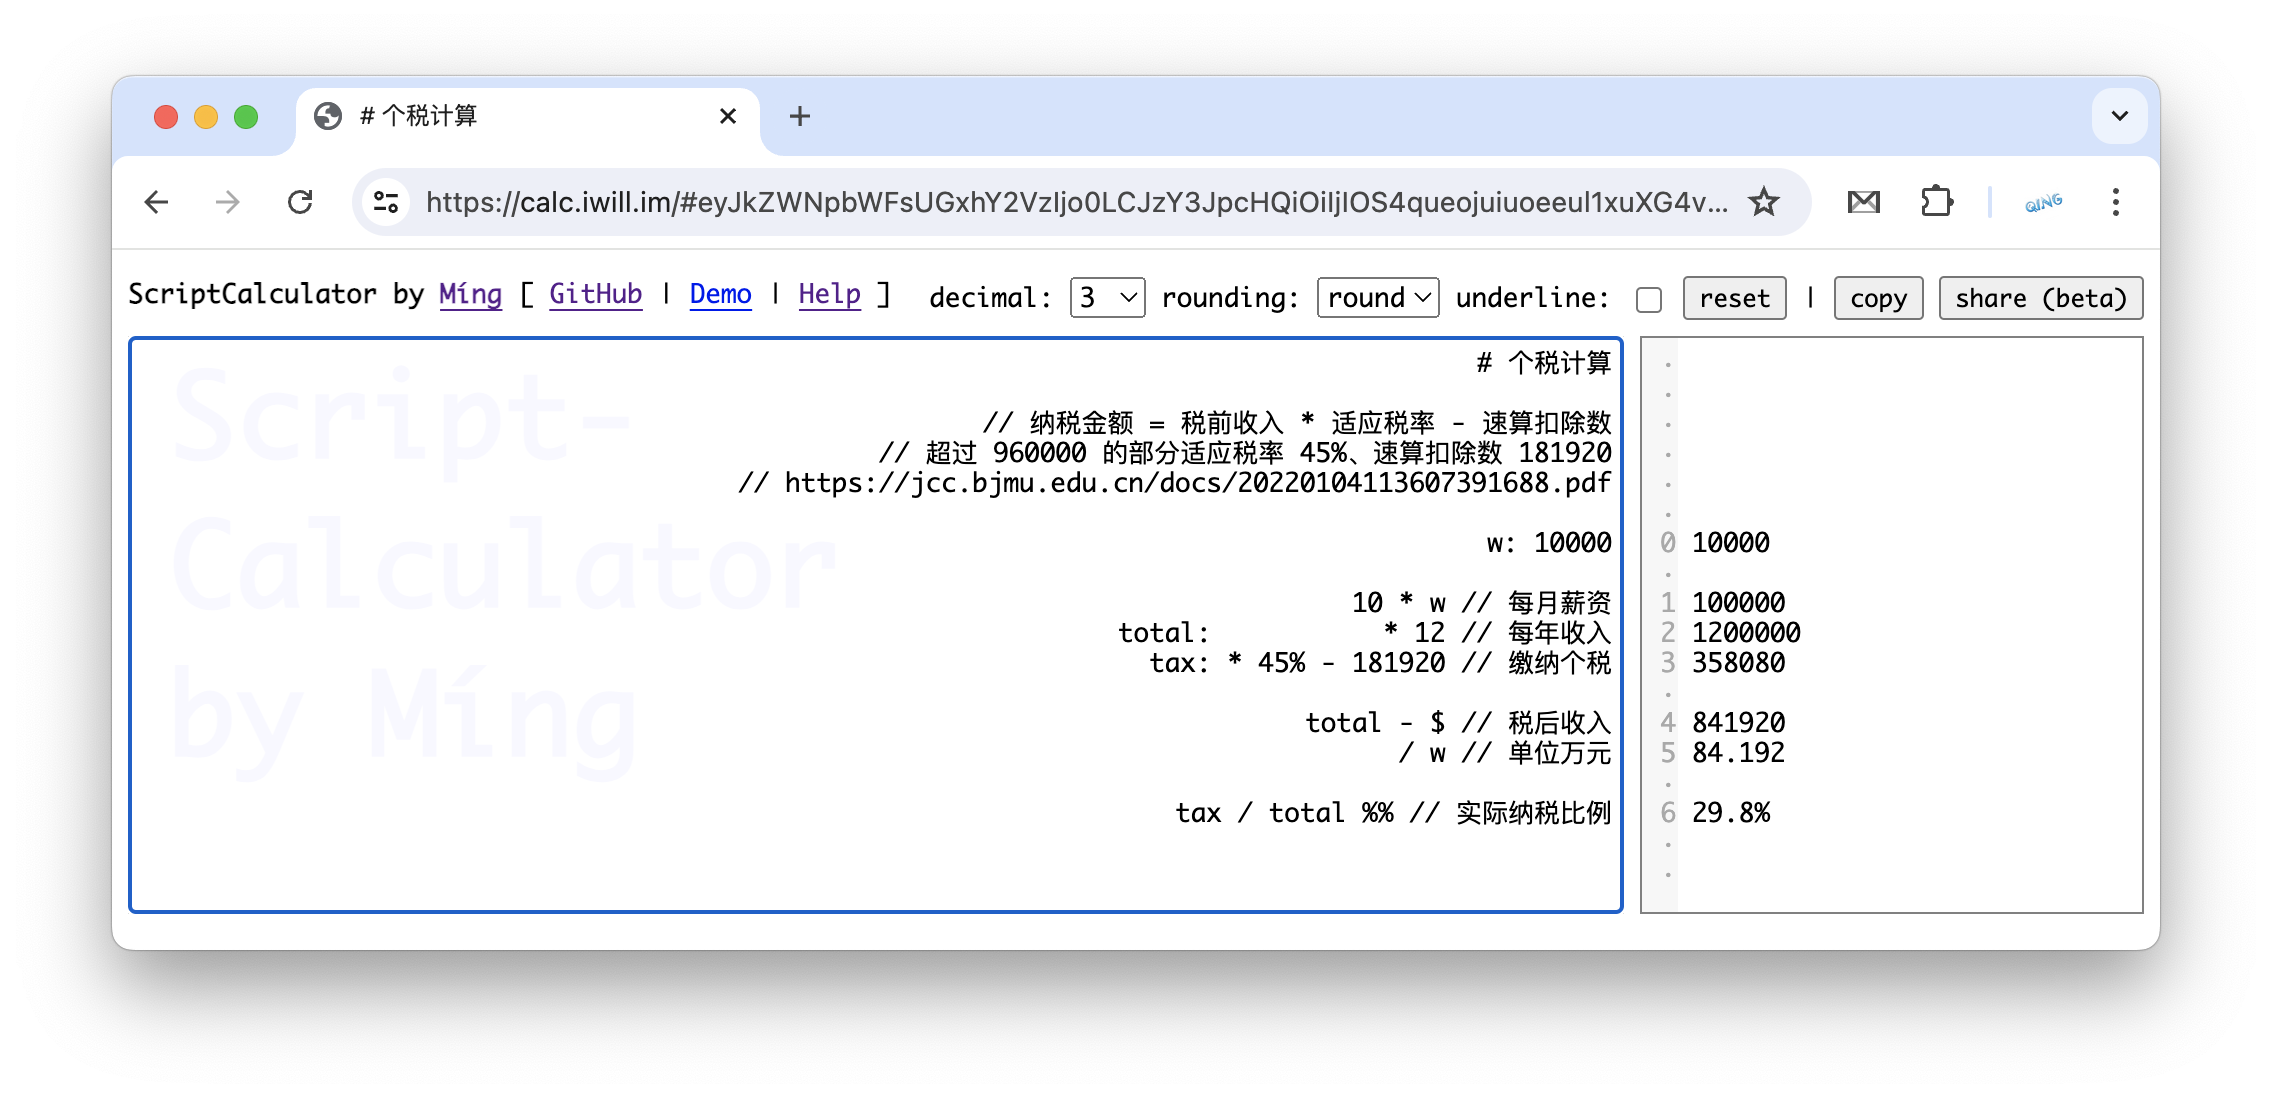 # 个税计算
https://calc.iwill.im/#eyJkZWNpbWFsUGxhY2VzIjo0LCJzY3JpcHQiOiIjIOS4queojuiuoeeul1xuXG4v...
QING
ScriptCalculator by Míng [ GitHub | Demo | Help ] decimal: 3 rounding: round underline: reset | copy share (beta)
Script-
Calculator
by Míng
# 个税计算
// 纳税金额 = 税前收入 * 适应税率 - 速算扣除数
// 超过 960000 的部分适应税率 45%、速算扣除数 181920
// https://jcc.bjmu.edu.cn/docs/20220104113607391688.pdf
w: 10000 0 10000
10 * w // 每月薪资 1 100000
total: * 12 // 每年收入 2 1200000
tax: * 45% - 181920 // 缴纳个税 3 358080
total - $ // 税后收入 4 841920
/ w // 单位万元 5 84.192
tax / total %% // 实际纳税比例 6 29.8%